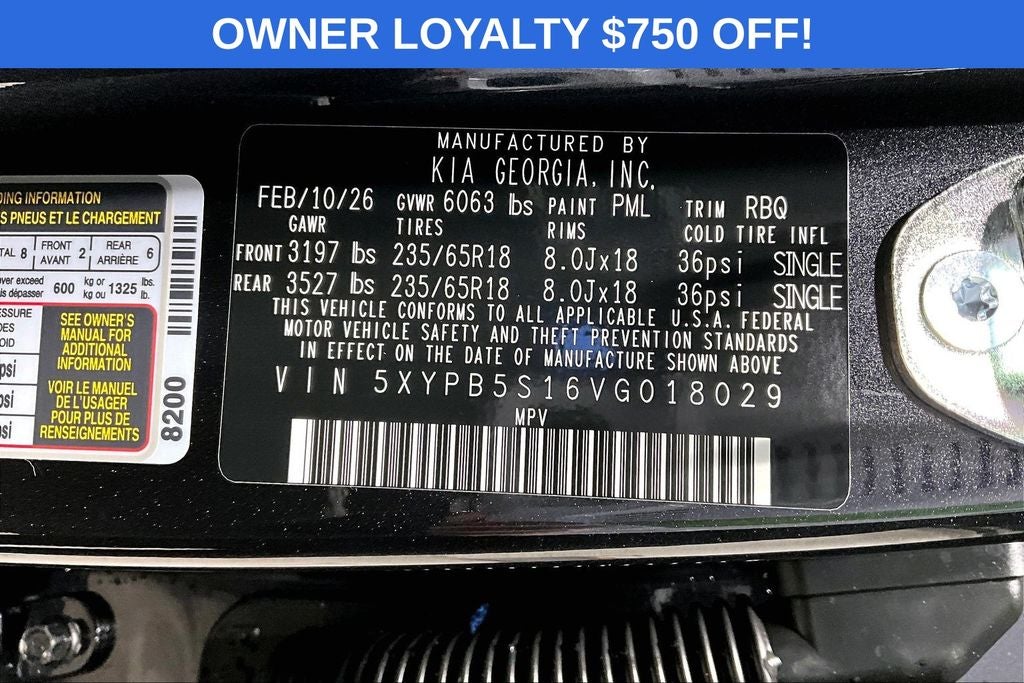 OWNER LOYALTY $750 OFF!
MANUFACTURED BY
KIA GEORGIA, INC.
FEB/10/26 GVWR 6063 lbs PAINT PML TRIM RBQ
GAWR TIRES RIMS COLD TIRE INFL
FRONT 3197 lbs 235/65R18 8.0Jx18 36psi SINGLE
REAR 3527 lbs 235/65R18 8.0Jx18 36psi SINGLE
THIS VEHICLE CONFORMS TO ALL APPLICABLE U.S.A. FEDERAL
MOTOR VEHICLE SAFETY AND THEFT PREVENTION STANDARDS
IN EFFECT ON THE DATE OF MANUFACTURE SHOWN ABOVE
VIN 5XYPB5S16VG018029
MPV
INFORMATION
PNEUS ET LE CHARGEMENT
8 FRONT 2 REAR 6
AVANT ARRIÈRE
exceed 600 kg or 1325 lbs.
dépasser kg ou lb.
SEE OWNER'S
MANUAL FOR
ADDITIONAL
INFORMATION
VOIR LE MANUEL
DE L'USAGER
POUR PLUS DE
RENSEIGNEMENTS
8200